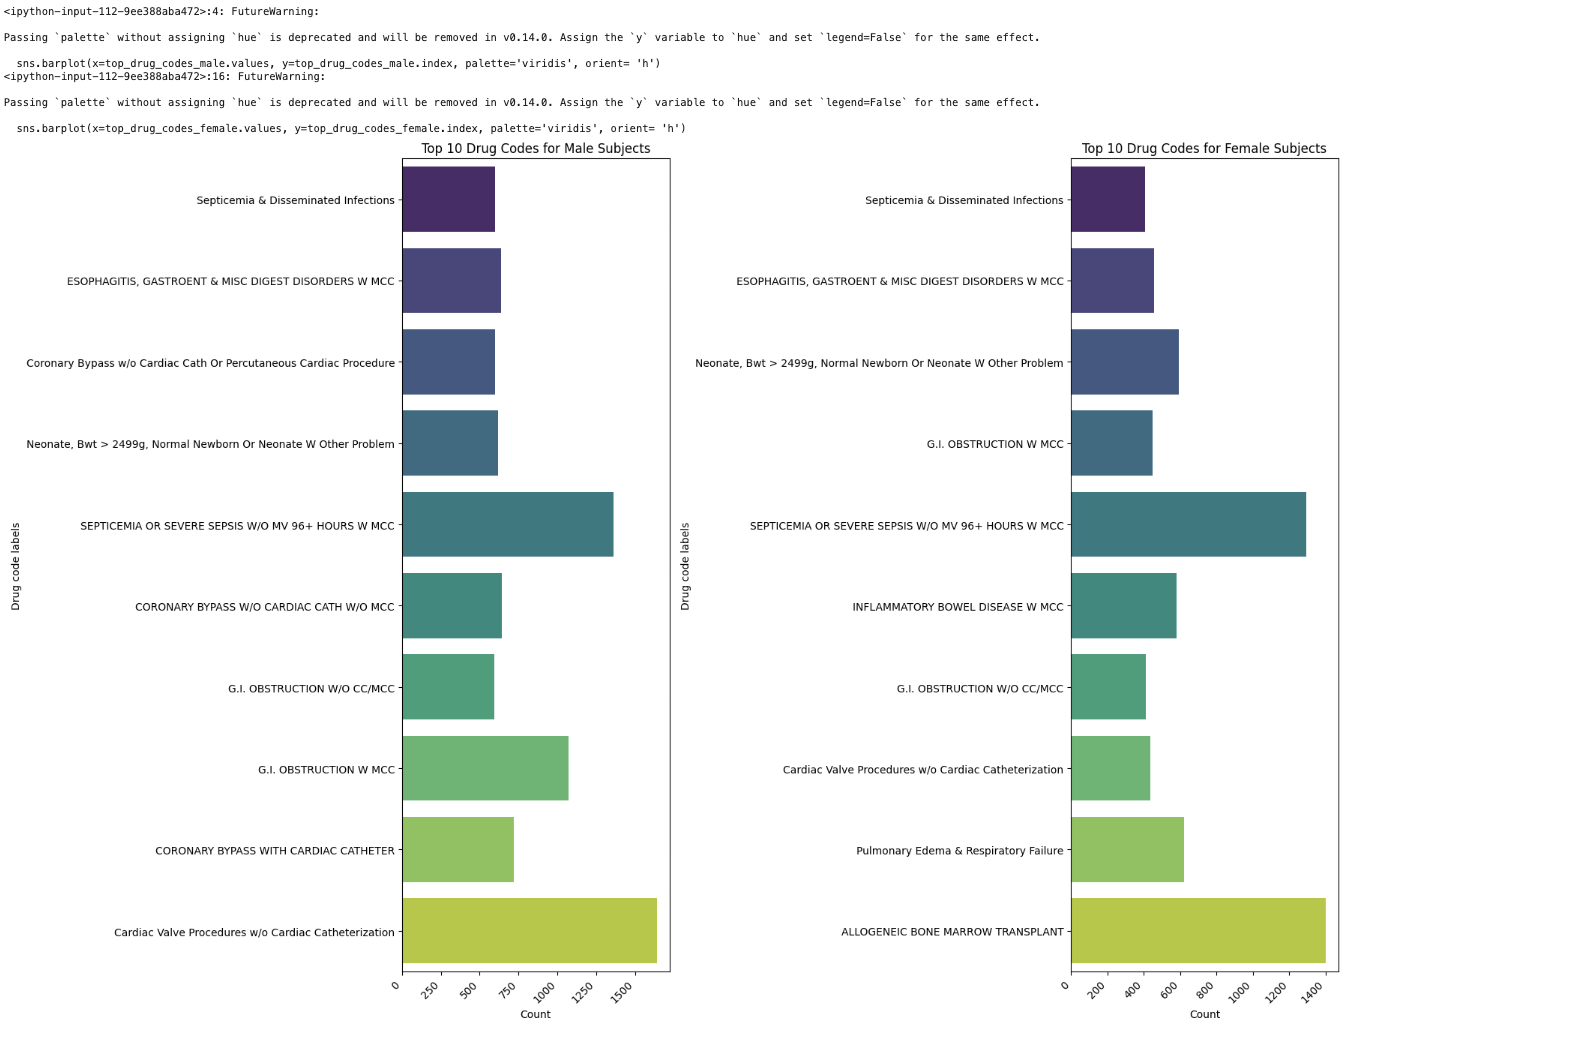 <ipython-input-112-9ee388aba472>:4: FutureWarning:
Passing `palette` without assigning `hue` is deprecated and will be removed in v0.14.0. Assign the `y` variable to `hue` and set `legend=False` for the same effect.
sns.barplot(x=top_drug_codes_male.values, y=top_drug_codes_male.index, palette='viridis', orient= 'h')
<ipython-input-112-9ee388aba472>:16: FutureWarning:
Passing `palette` without assigning `hue` is deprecated and will be removed in v0.14.0. Assign the `y` variable to `hue` and set `legend=False` for the same effect.
sns.barplot(x=top_drug_codes_female.values, y=top_drug_codes_female.index, palette='viridis', orient= 'h')
Top 10 Drug Codes for Male Subjects
Drug code labels
Septicemia & Disseminated Infections
ESOPHAGITIS, GASTROENT & MISC DIGEST DISORDERS W MCC
Coronary Bypass w/o Cardiac Cath Or Percutaneous Cardiac Procedure
Neonate, Bwt > 2499g, Normal Newborn Or Neonate W Other Problem
SEPTICEMIA OR SEVERE SEPSIS W/O MV 96+ HOURS W MCC
CORONARY BYPASS W/O CARDIAC CATH W/O MCC
G.I. OBSTRUCTION W/O CC/MCC
G.I. OBSTRUCTION W MCC
CORONARY BYPASS WITH CARDIAC CATHETER
Cardiac Valve Procedures w/o Cardiac Catheterization
0 250 500 750 1000 1250 1500
Count
Top 10 Drug Codes for Female Subjects
Drug code labels
Septicemia & Disseminated Infections
ESOPHAGITIS, GASTROENT & MISC DIGEST DISORDERS W MCC
Neonate, Bwt > 2499g, Normal Newborn Or Neonate W Other Problem
G.I. OBSTRUCTION W MCC
SEPTICEMIA OR SEVERE SEPSIS W/O MV 96+ HOURS W MCC
INFLAMMATORY BOWEL DISEASE W MCC
G.I. OBSTRUCTION W/O CC/MCC
Cardiac Valve Procedures w/o Cardiac Catheterization
Pulmonary Edema & Respiratory Failure
ALLOGENEIC BONE MARROW TRANSPLANT
0 200 400 600 800 1000 1200 1400
Count